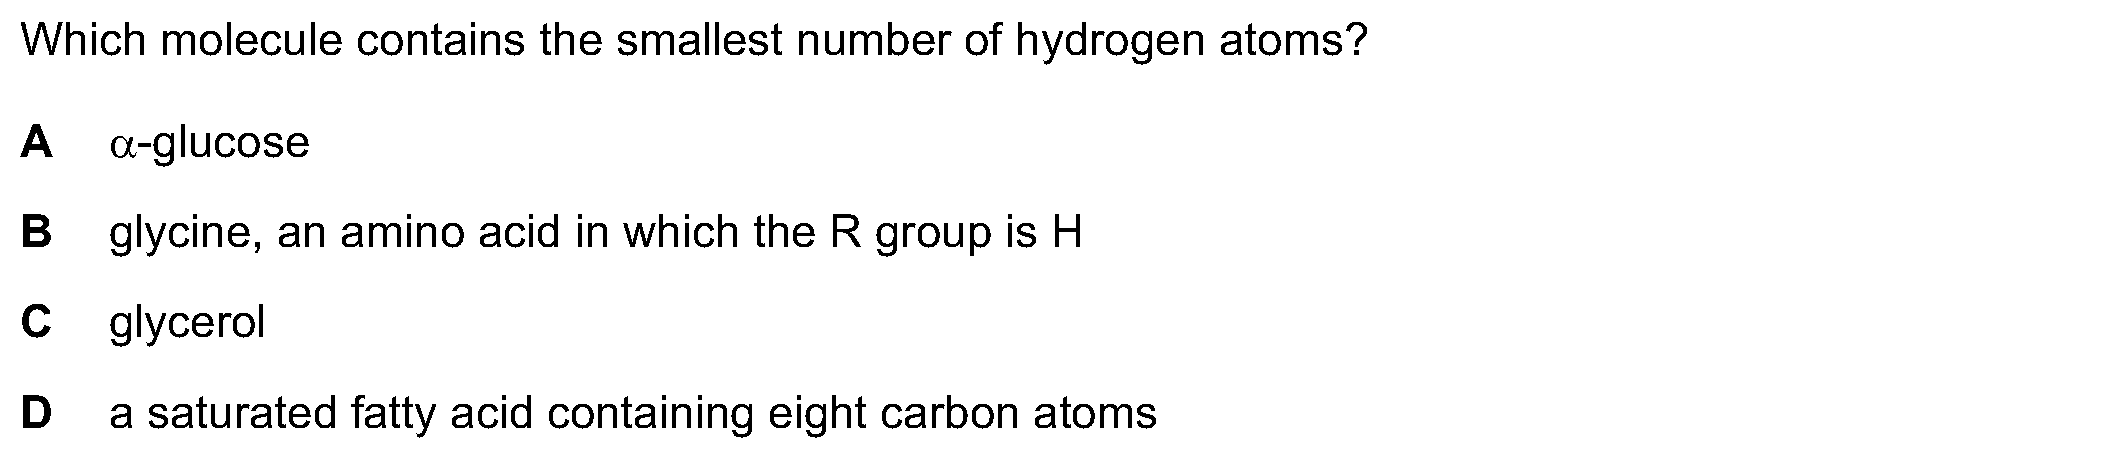 Which molecule contains the smallest number of hydrogen atoms?
A α-glucose
B glycine, an amino acid in which the R group is H
C glycerol
D a saturated fatty acid containing eight carbon atoms